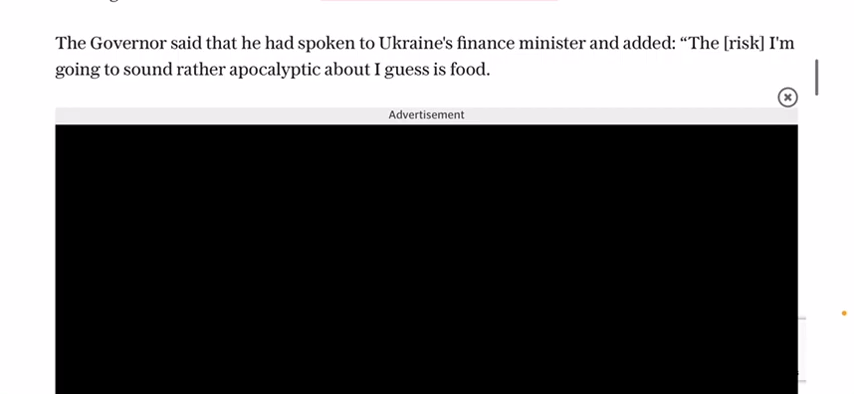 The Governor said that he had spoken to Ukraine's finance minister and added: “The [risk] I'm
going to sound rather apocalyptic about I guess is food.
Advertisement